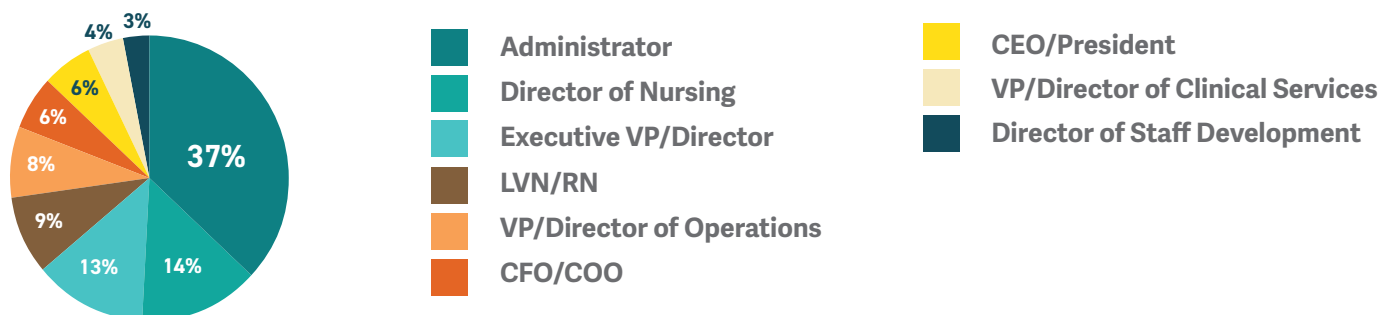 3%
4%
6%
6%
8%
9%
13%
14%
37%
Administrator
Director of Nursing
Executive VP/Director
LVN/RN
VP/Director of Operations
CFO/COO
CEO/President
VP/Director of Clinical Services
Director of Staff Development